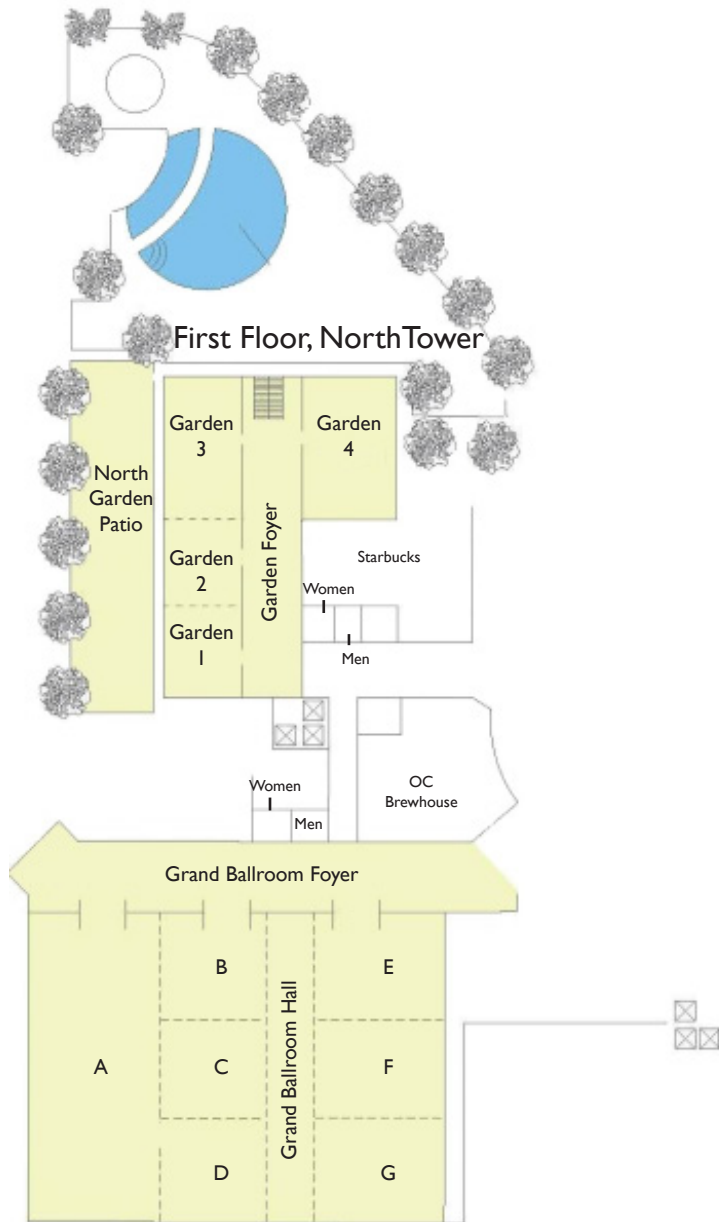 First Floor, NorthTower
Garden
3
Garden
4
North
Garden
Patio
Garden Foyer
Garden
2
Starbucks
Women
Garden
1
Men
OC
Brewhouse
Women
Men
Grand Ballroom Foyer
B
E
Grand Ballroom Hall
A
C
F
D
G